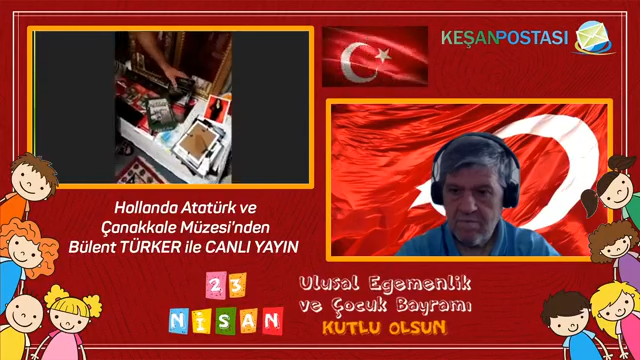 KEŞANPOSTASI
Hollanda Atatürk ve
Çanakkale Müzesi'nden
Bülent TÜRKER ile CANLI YAYIN
23
NİSAN
Ulusal Egemenlik
ve Çocuk Bayramı
KUTLU OLSUN